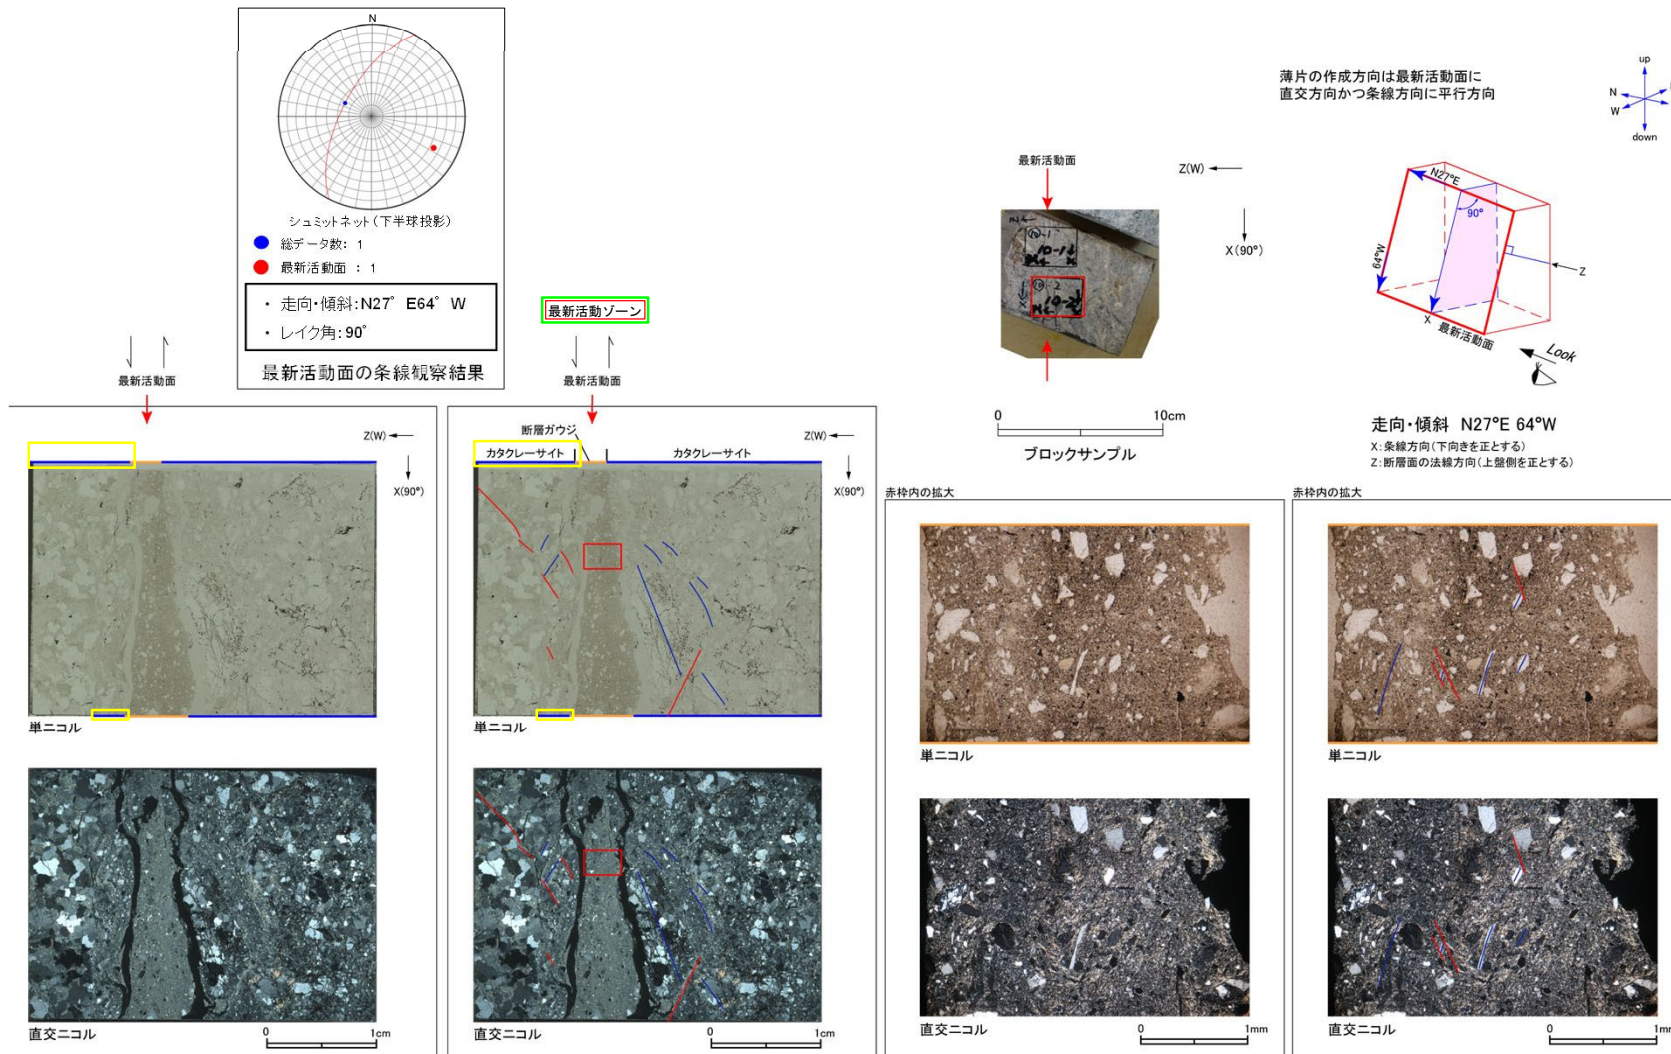 N
シュミットネット(下半球投影)
総データ数: 1
最新活動面 : 1
・ 走向・傾斜:N27°E64°W
・ レイク角:90°
最新活動面の条線観察結果
最新活動ゾーン
最新活動面
最新活動面
Z(W)
X(90°)
単ニコル
直交ニコル
0 1cm
断層ガウジ
カタクレーサイト
カタクレーサイト
Z(W)
X(90°)
単ニコル
直交ニコル
0 1cm
最新活動面
Z(W)
X(90°)
10-1
10-2
0 10cm
ブロックサンプル
薄片の作成方向は最新活動面に
直交方向かつ条線方向に平行方向
up
N
W
down
N27°E
90°
64°W
Z
X
最新活動面
Look
走向・傾斜 N27°E 64°W
X:条線方向(下向きを正とする)
Z:断層面の法線方向(上盤側を正とする)
赤枠内の拡大
単ニコル
直交ニコル
0 1mm
赤枠内の拡大
単ニコル
直交ニコル
0 1mm